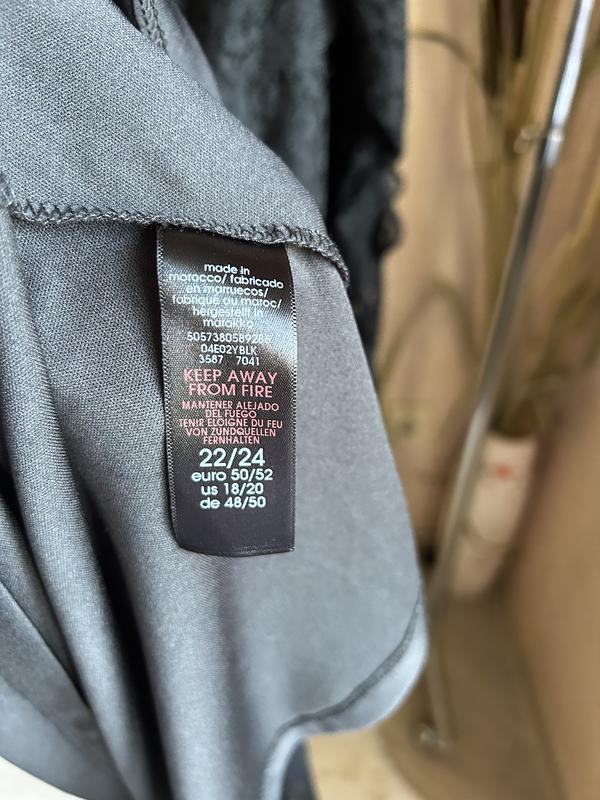 made in
morocco/ fabricado
en marruecos/
fabriqué du maroc/
hergestellt in
marokko
04E02YBLK
3587 7041
KEEP AWAY
FROM FIRE
MANTENER ALEJADO
DEL FUEGO
TENIR ELOIGNE DU FEU
VON ZUNDQUELLEN
FERNHALTEN
22/24
euro 50/52
us 18/20
de 48/50